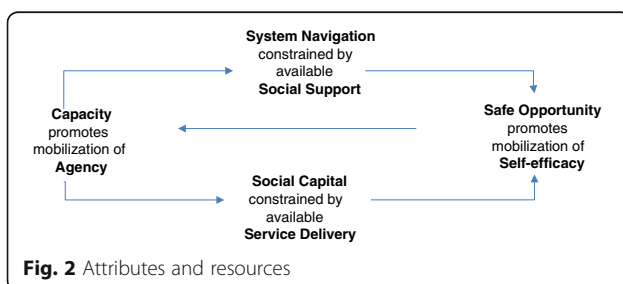 System Navigation
constrained by
available
Social Support
Capacity
promotes
mobilization of
Agency
Safe Opportunity
promotes
mobilization of
Self-efficacy
Social Capital
constrained by
available
Service Delivery
Fig. 2 Attributes and resources